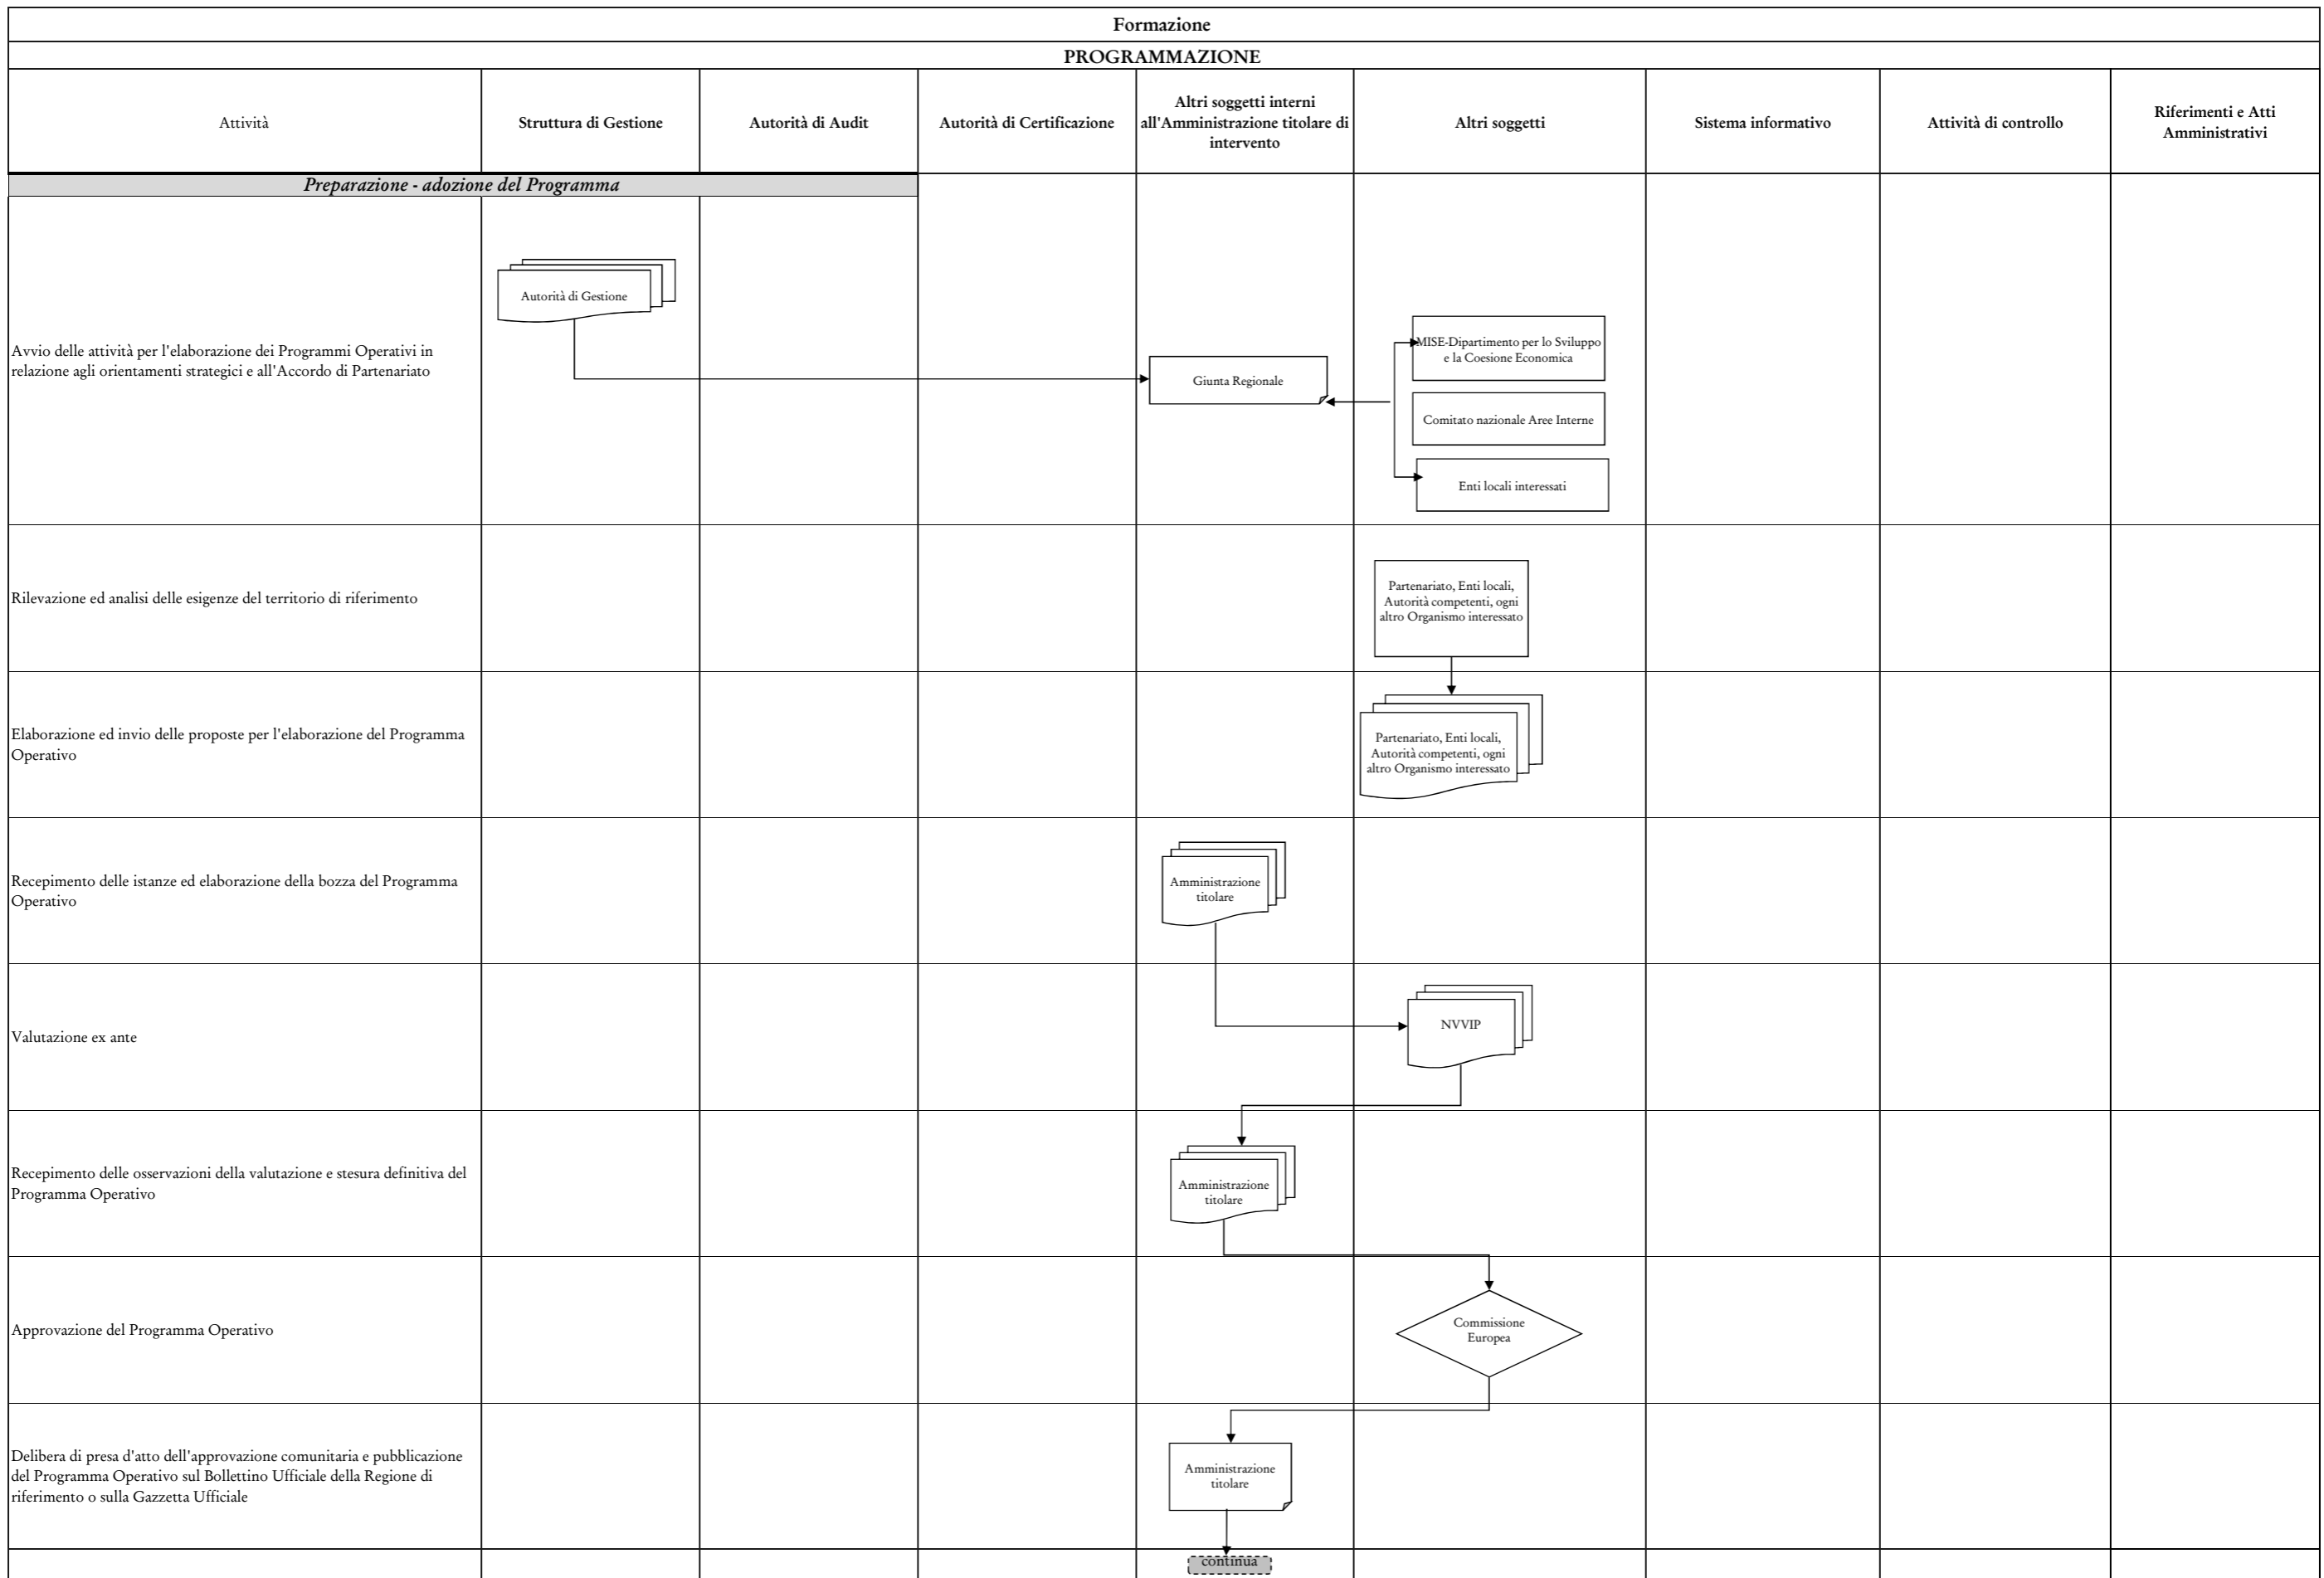 Formazione
PROGRAMMAZIONE
Attività
Struttura di Gestione
Autorità di Audit
Autorità di Certificazione
Altri soggetti interni
all'Amministrazione titolare di
intervento
Altri soggetti
Sistema informativo
Attività di controllo
Riferimenti e Atti
Amministrativi
Preparazione - adozione del Programma
Avvio delle attività per l'elaborazione dei Programmi Operativi in
relazione agli orientamenti strategici e all'Accordo di Partenariato
Autorità di Gestione
Giunta Regionale
MISE-Dipartimento per lo Sviluppo
e la Coesione Economica
Comitato nazionale Aree Interne
Enti locali interessati
Rilevazione ed analisi delle esigenze del territorio di riferimento
Partenariato, Enti locali,
Autorità competenti, ogni
altro Organismo interessato
Elaborazione ed invio delle proposte per l'elaborazione del Programma
Operativo
Partenariato, Enti locali,
Autorità competenti, ogni
altro Organismo interessato
Recepimento delle istanze ed elaborazione della bozza del Programma
Operativo
Amministrazione
titolare
Valutazione ex ante
NVVIP
Recepimento delle osservazioni della valutazione e stesura definitiva del
Programma Operativo
Amministrazione
titolare
Approvazione del Programma Operativo
Commissione
Europea
Delibera di presa d'atto dell'approvazione comunitaria e pubblicazione
del Programma Operativo sul Bollettino Ufficiale della Regione di
riferimento o sulla Gazzetta Ufficiale
Amministrazione
titolare
continua